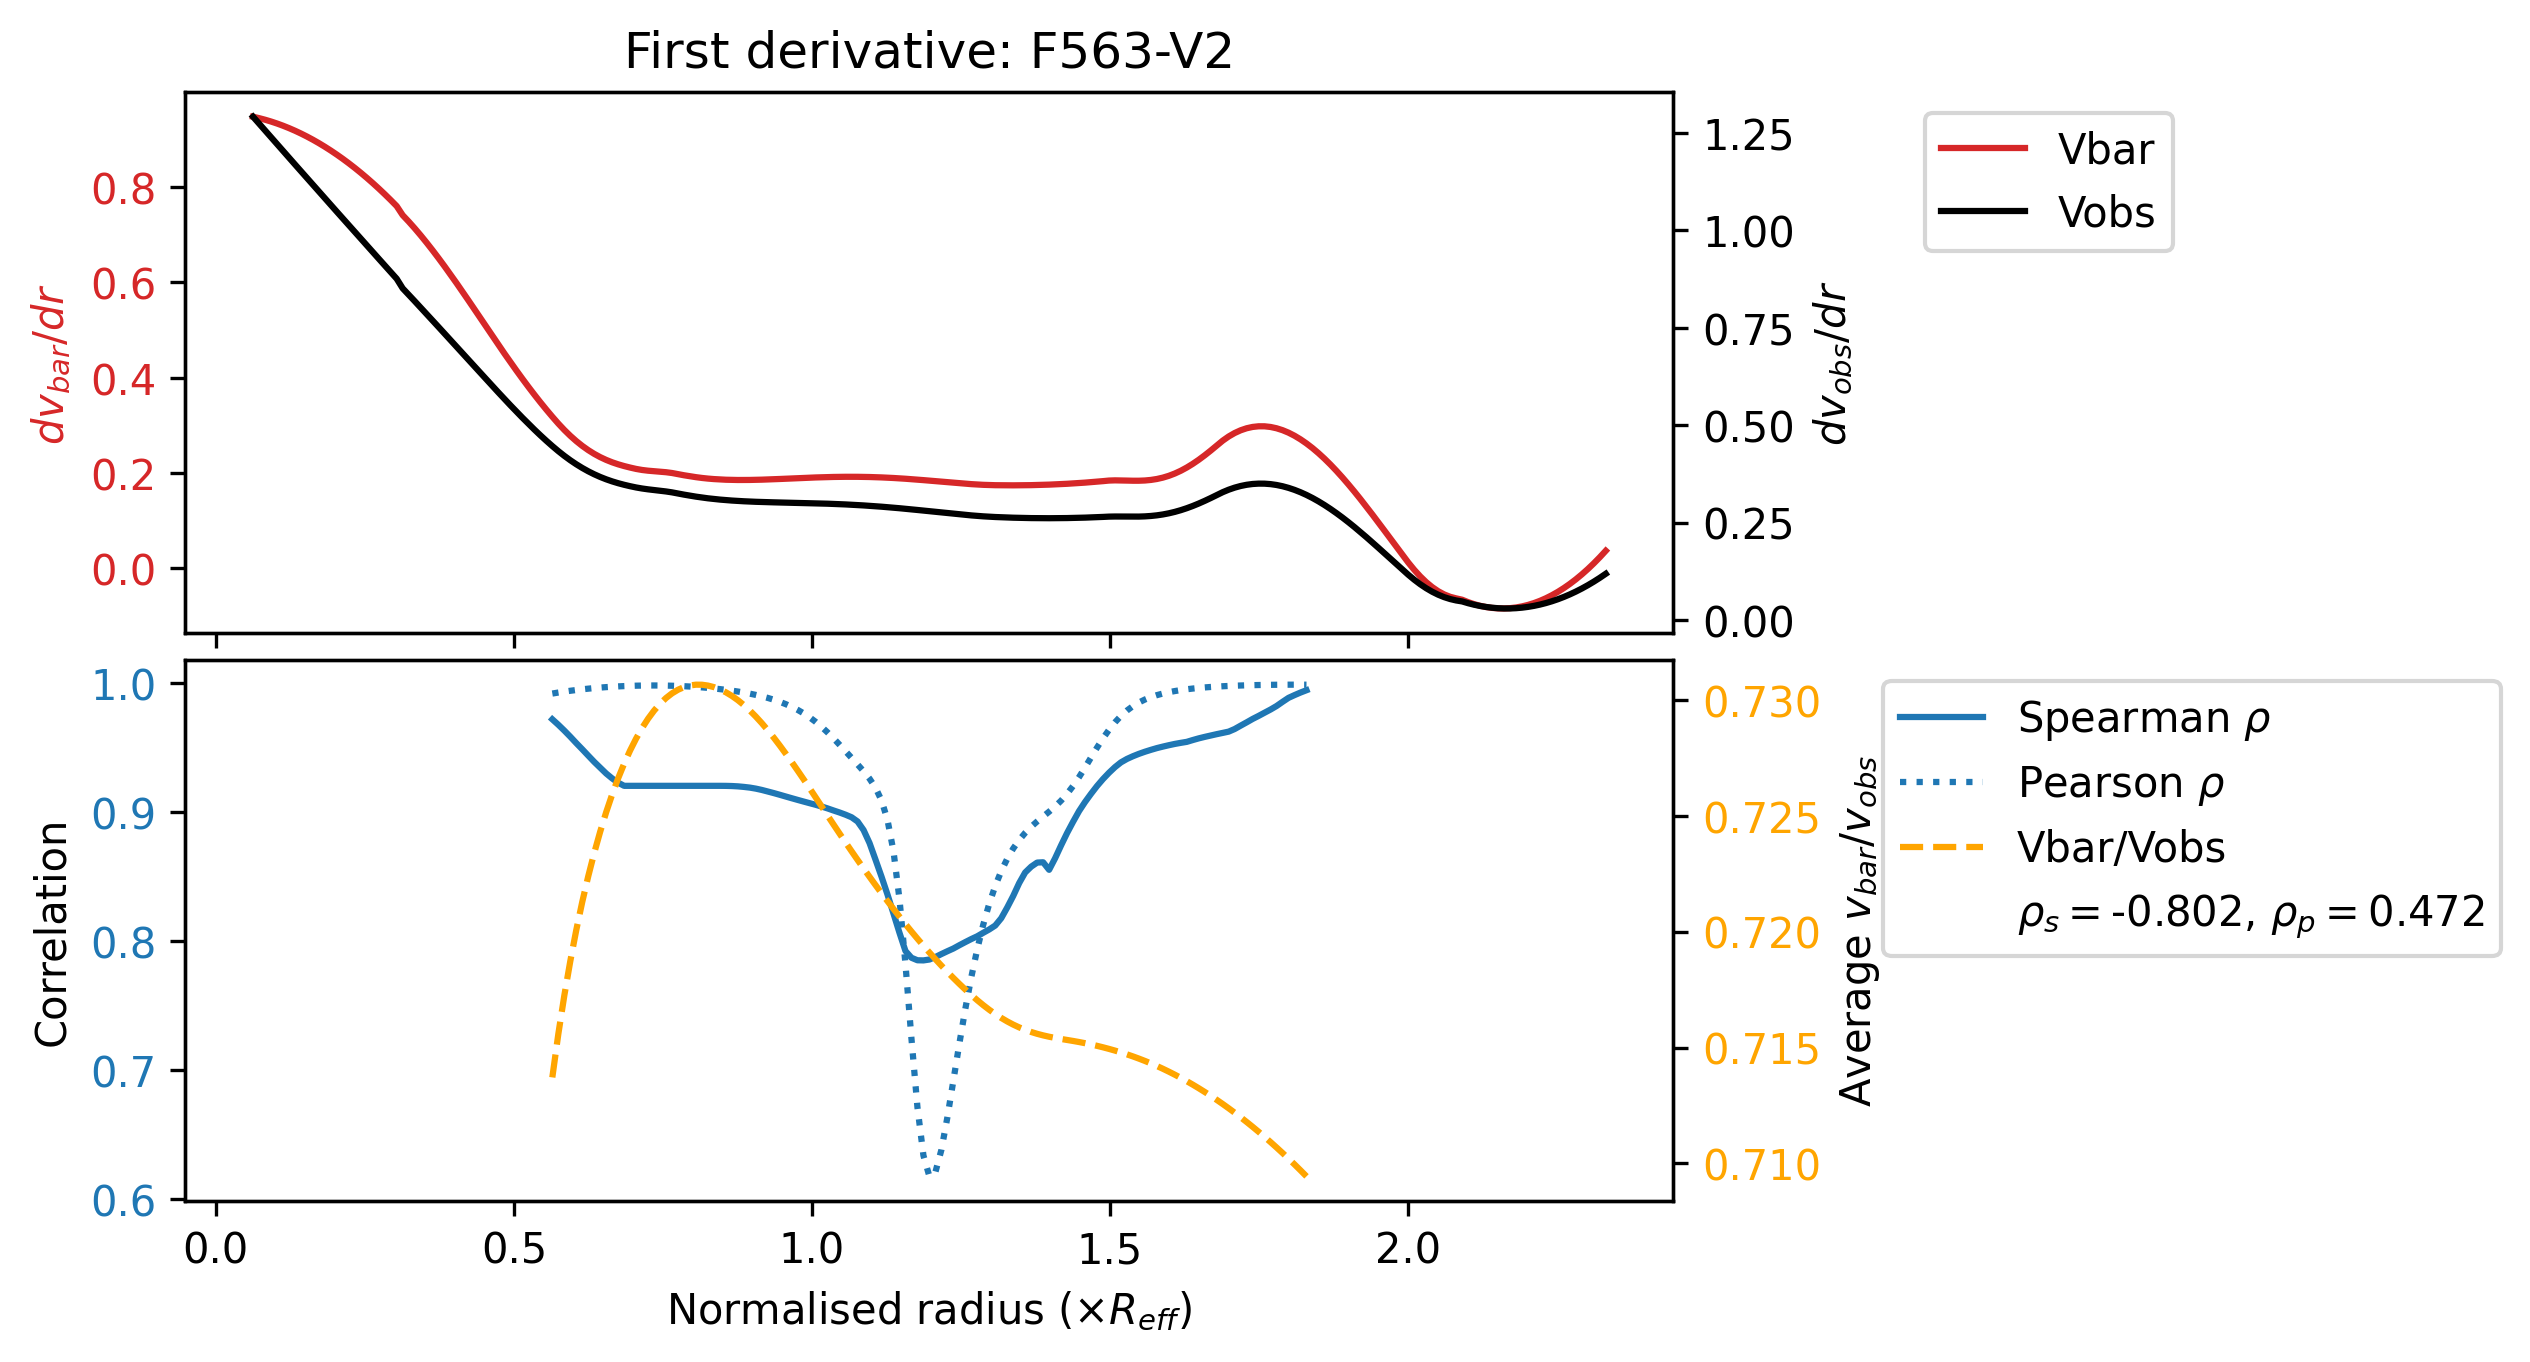 First derivative: F563-V2
0.8
0.6
0.4
0.2
0.0
dv_bar/dr
1.25
1.00
0.75
0.50
0.25
0.00
dv_obs/dr
Vbar
Vobs
1.0
0.9
0.8
0.7
0.6
Correlation
0.730
0.725
0.720
0.715
0.710
Average v_bar/v_obs
Spearman ρ
Pearson ρ
Vbar/Vobs
ρ_s = -0.802, ρ_p = 0.472
0.0 0.5 1.0 1.5 2.0
Normalised radius (×R_eff)